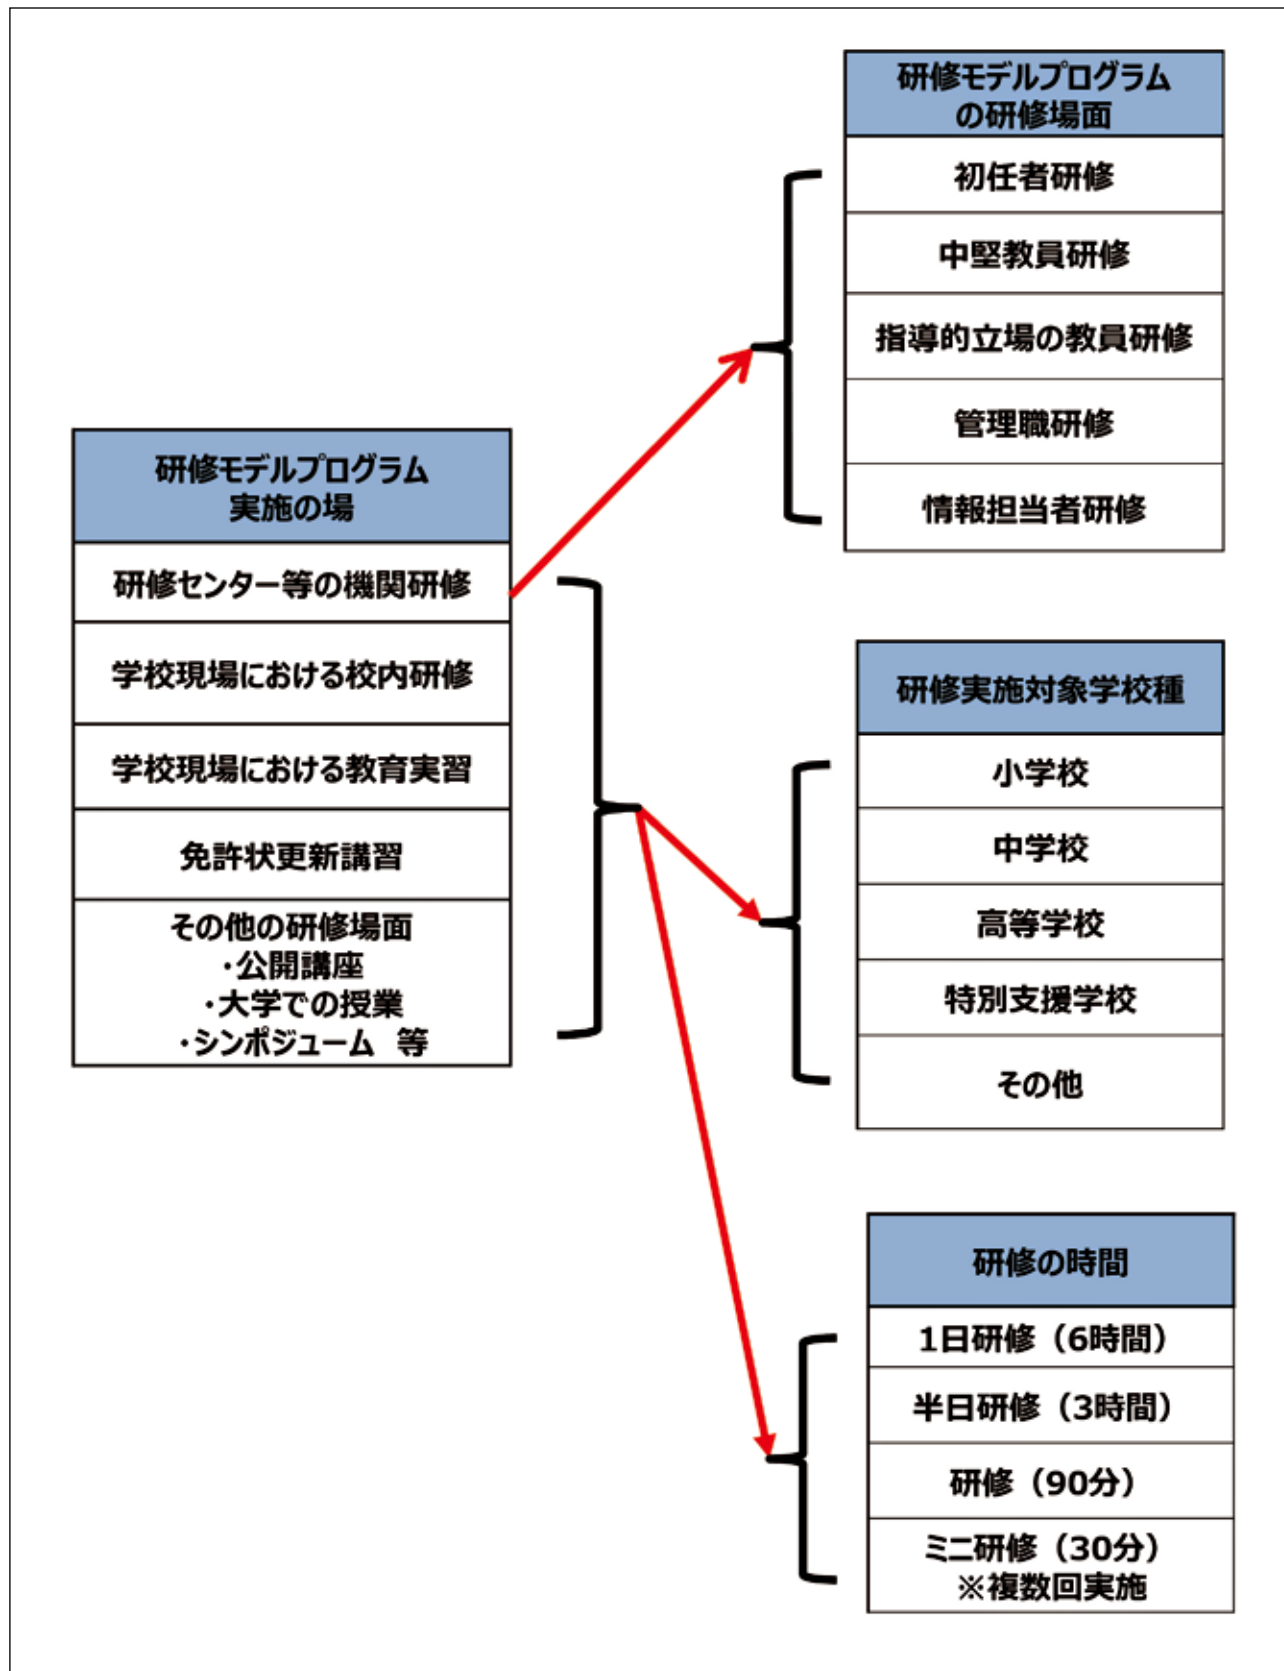 研修モデルプログラム
の研修場面
初任者研修
中堅教員研修
指導的立場の教員研修
管理職研修
情報担当者研修
研修モデルプログラム
実施の場
研修センター等の機関研修
学校現場における校内研修
学校現場における教育実習
免許状更新講習
その他の研修場面
・公開講座
・大学での授業
・シンポジューム 等
研修実施対象学校種
小学校
中学校
高等学校
特別支援学校
その他
研修の時間
1日研修（6時間）
半日研修（3時間）
研修（90分）
ミニ研修（30分）
※複数回実施